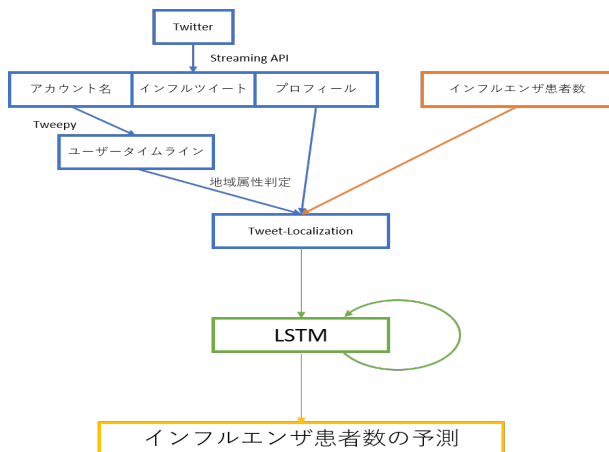 Twitter
Streaming API
アカウント名
インフルツイート
プロフィール
インフルエンザ患者数
Tweepy
ユーザータイムライン
地域属性判定
Tweet-Localization
LSTM
インフルエンザ患者数の予測